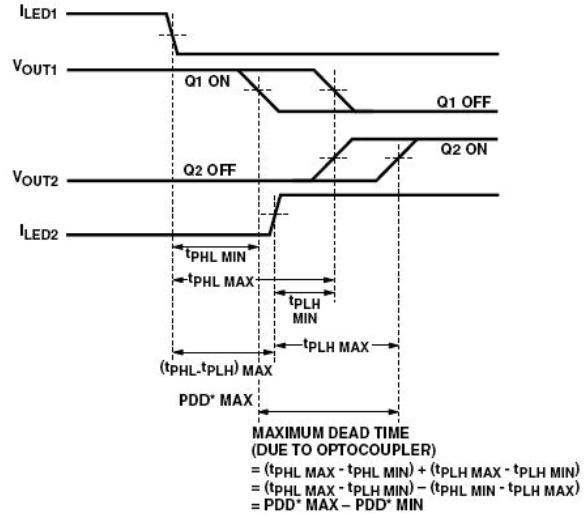 ILED1
VOUT1
Q1 ON
Q1 OFF
Q2 OFF
Q2 ON
VOUT2
ILED2
tPHL MIN
tPHL MAX
tPLH
MIN
tPLH MAX
(tPHL-tPLH) MAX
PDD* MAX
MAXIMUM DEAD TIME
(DUE TO OPTOCOUPLER)
= (tPHL MAX - tPHL MIN) + (tPLH MAX - tPLH MIN)
= (tPHL MAX - tPLH MIN) – (tPHL MIN - tPLH MAX)
= PDD* MAX – PDD* MIN